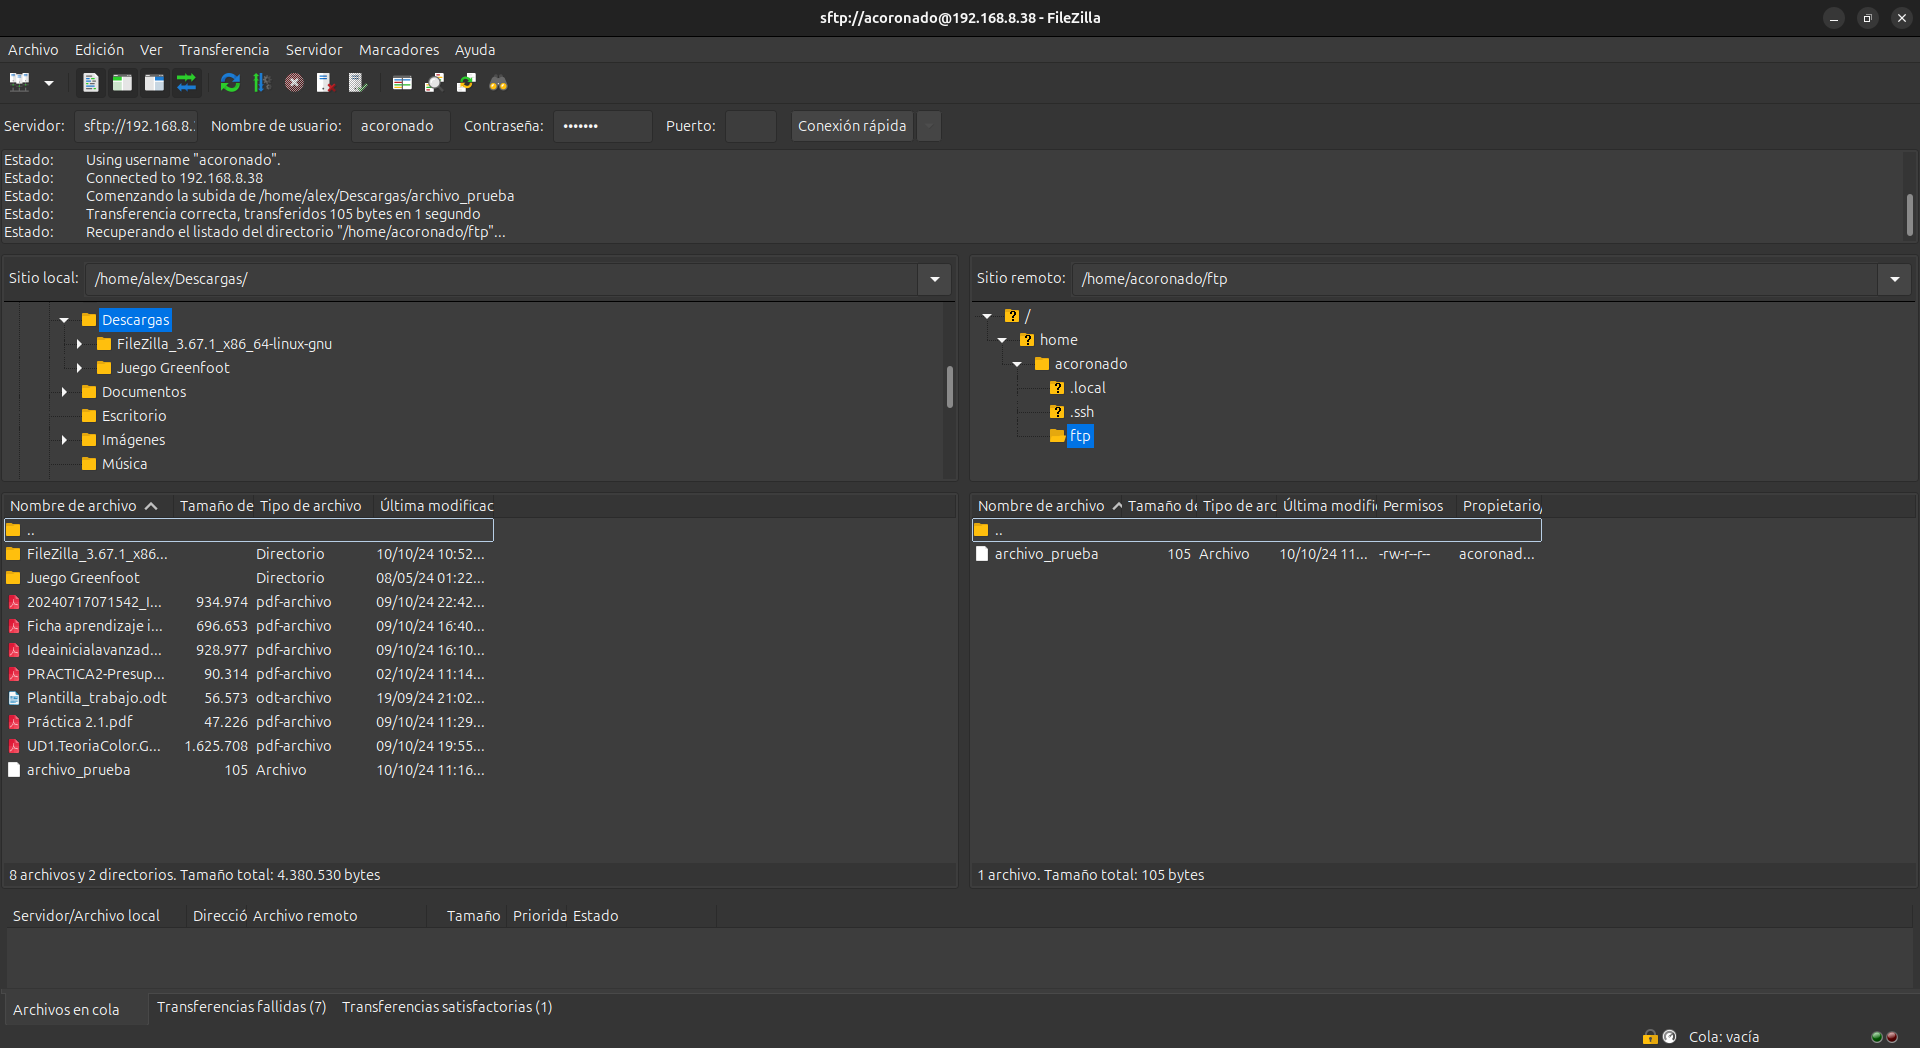 sftp://acoronado@192.168.8.38 - FileZilla
Archivo Edición Ver Transferencia Servidor Marcadores Ayuda
Servidor: sftp://192.168.8. Nombre de usuario: acoronado Contraseña: ••••••• Puerto: Conexión rápida
Estado: Using username "acoronado".
Estado: Connected to 192.168.8.38
Estado: Comenzando la subida de /home/alex/Descargas/archivo_prueba
Estado: Transferencia correcta, transferidos 105 bytes en 1 segundo
Estado: Recuperando el listado del directorio "/home/acoronado/ftp"...
Sitio local: /home/alex/Descargas/
Descargas
FileZilla_3.67.1_x86_64-linux-gnu
Juego Greenfoot
Documentos
Escritorio
Imágenes
Música
Sitio remoto: /home/acoronado/ftp
/
home
acoronado
.local
.ssh
ftp
Nombre de archivo Tamaño de Tipo de archivo Última modificac
..
FileZilla_3.67.1_x86... Directorio 10/10/24 10:52...
Juego Greenfoot Directorio 08/05/24 01:22...
20240717071542_I... 934.974 pdf-archivo 09/10/24 22:42...
Ficha aprendizaje i... 696.653 pdf-archivo 09/10/24 16:40...
Ideainicialavanzad... 928.977 pdf-archivo 09/10/24 16:10...
PRACTICA2-Presup... 90.314 pdf-archivo 02/10/24 11:14...
Plantilla_trabajo.odt 56.573 odt-archivo 19/09/24 21:02...
Práctica 2.1.pdf 47.226 pdf-archivo 09/10/24 11:29...
UD1.TeoriaColor.G... 1.625.708 pdf-archivo 09/10/24 19:55...
archivo_prueba 105 Archivo 10/10/24 11:16...
8 archivos y 2 directorios. Tamaño total: 4.380.530 bytes
Nombre de archivo Tamaño de Tipo de arc Última modifi Permisos Propietario/
..
archivo_prueba 105 Archivo 10/10/24 11... -rw-r--r-- acoronad...
1 archivo. Tamaño total: 105 bytes
Servidor/Archivo local Direcció Archivo remoto Tamaño Priorida Estado
Archivos en cola Transferencias fallidas (7) Transferencias satisfactorias (1)
Cola: vacía